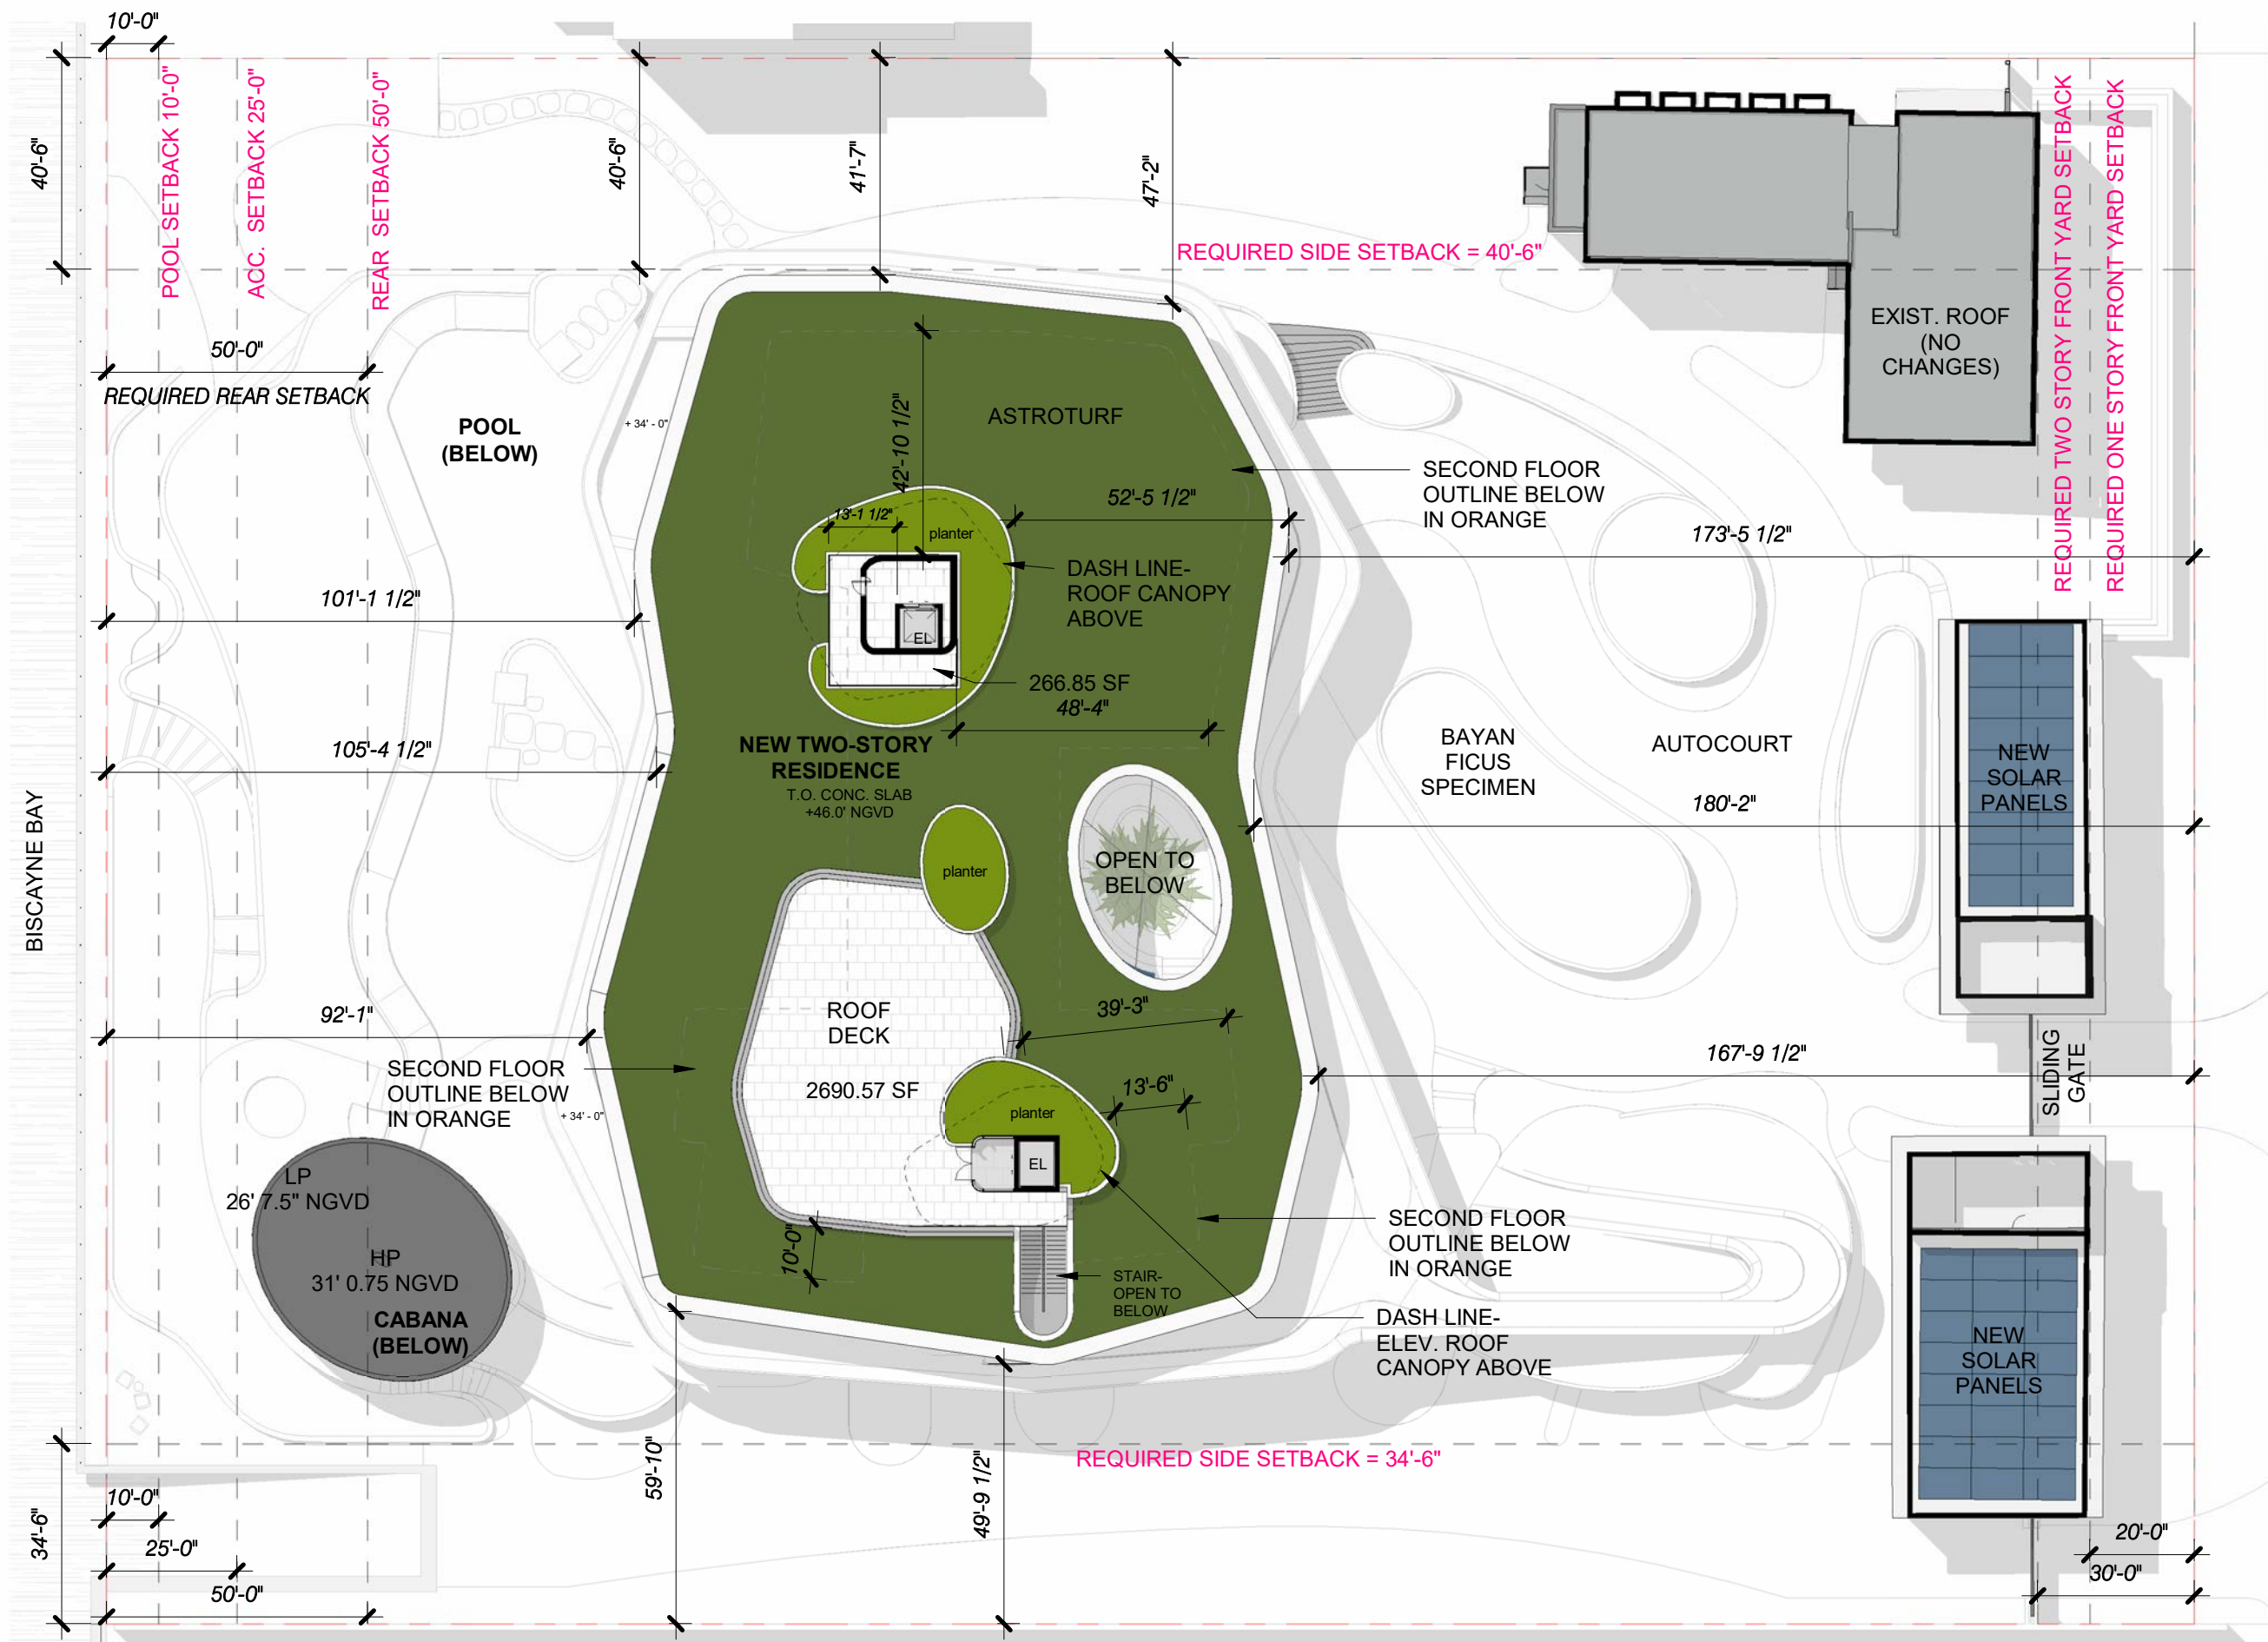 10'-0"
40'-6"
POOL SETBACK 10'-0"
ACC. SETBACK 25'-0"
REAR SETBACK 50'-0"
40'-6"
41'-7"
47'-2"
REQUIRED SIDE SETBACK = 40'-6"
REQUIRED TWO STORY FRONT YARD SETBACK
REQUIRED ONE STORY FRONT YARD SETBACK
EXIST. ROOF
(NO
CHANGES)
50'-0"
REQUIRED REAR SETBACK
POOL
(BELOW)
+ 34' - 0"
42'-10 1/2"
ASTROTURF
SECOND FLOOR
OUTLINE BELOW
IN ORANGE
52'-5 1/2"
13'-1 1/2"
planter
173'-5 1/2"
DASH LINE-
ROOF CANOPY
ABOVE
101'-1 1/2"
EL
266.85 SF
48'-4"
105'-4 1/2"
NEW TWO-STORY
RESIDENCE
T.O. CONC. SLAB
+46.0' NGVD
BAYAN
FICUS
SPECIMEN
AUTOCOURT
180'-2"
NEW
SOLAR
PANELS
BISCAYNE BAY
planter
OPEN TO
BELOW
92'-1"
ROOF
DECK
2690.57 SF
39'-3"
SECOND FLOOR
OUTLINE BELOW
IN ORANGE
+ 34' - 0"
13'-6"
planter
167'-9 1/2"
SLIDING
GATE
EL
LP
26' 7.5" NGVD
HP
31' 0.75 NGVD
CABANA
(BELOW)
10'-0"
STAIR-
OPEN TO
BELOW
SECOND FLOOR
OUTLINE BELOW
IN ORANGE
DASH LINE-
ELEV. ROOF
CANOPY ABOVE
NEW
SOLAR
PANELS
REQUIRED SIDE SETBACK = 34'-6"
59'-10"
49'-9 1/2"
34'-6"
10'-0"
25'-0"
50'-0"
20'-0"
30'-0"